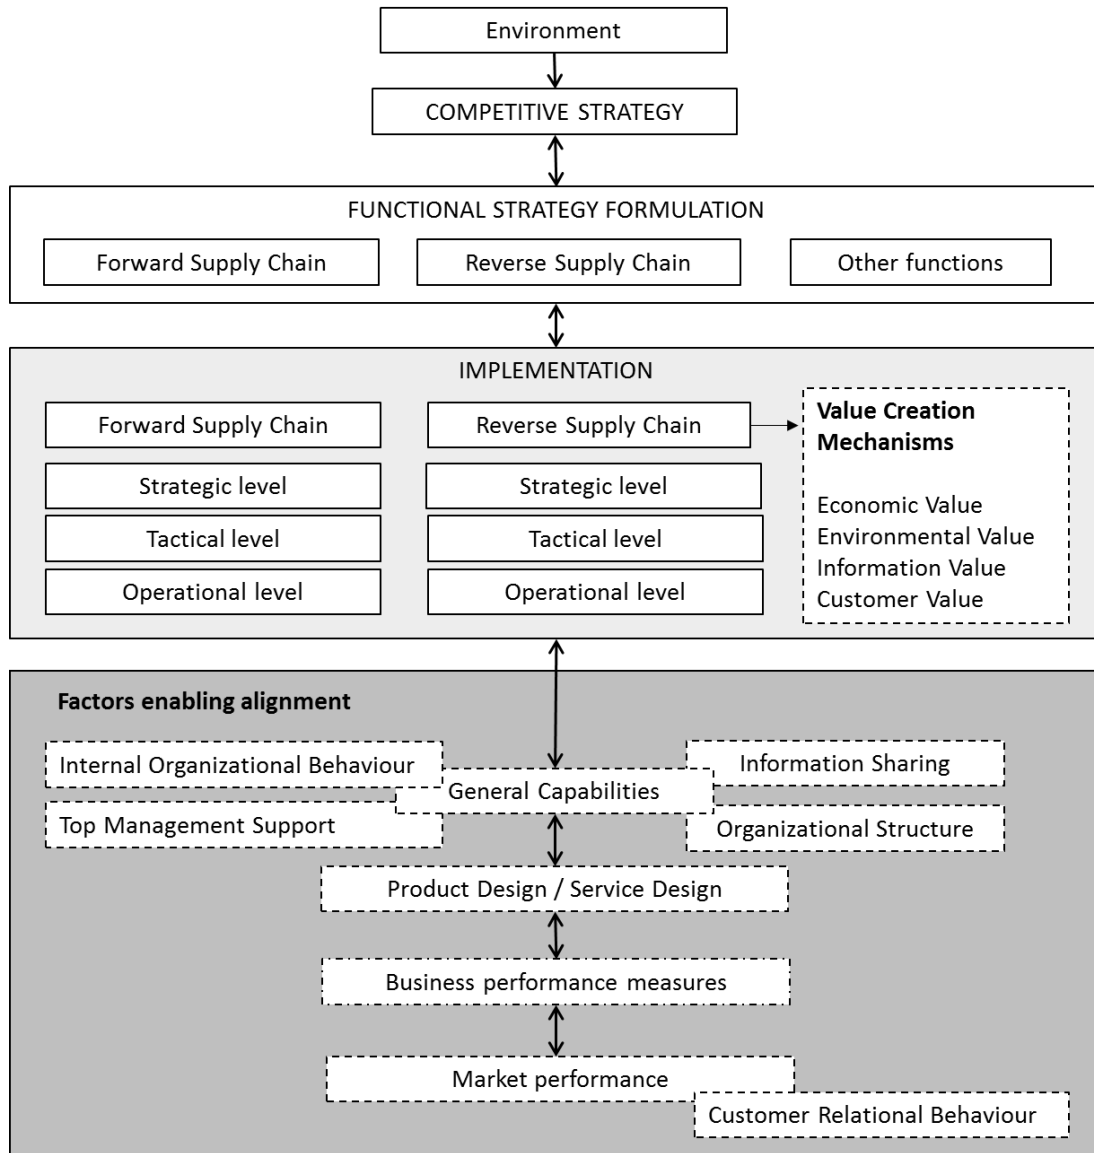 Environment
COMPETITIVE STRATEGY
FUNCTIONAL STRATEGY FORMULATION
Forward Supply Chain
Reverse Supply Chain
Other functions
IMPLEMENTATION
Forward Supply Chain
Strategic level
Tactical level
Operational level
Reverse Supply Chain
Strategic level
Tactical level
Operational level
Value Creation
Mechanisms
Economic Value
Environmental Value
Information Value
Customer Value
Factors enabling alignment
Internal Organizational Behaviour
Top Management Support
General Capabilities
Information Sharing
Organizational Structure
Product Design / Service Design
Business performance measures
Market performance
Customer Relational Behaviour